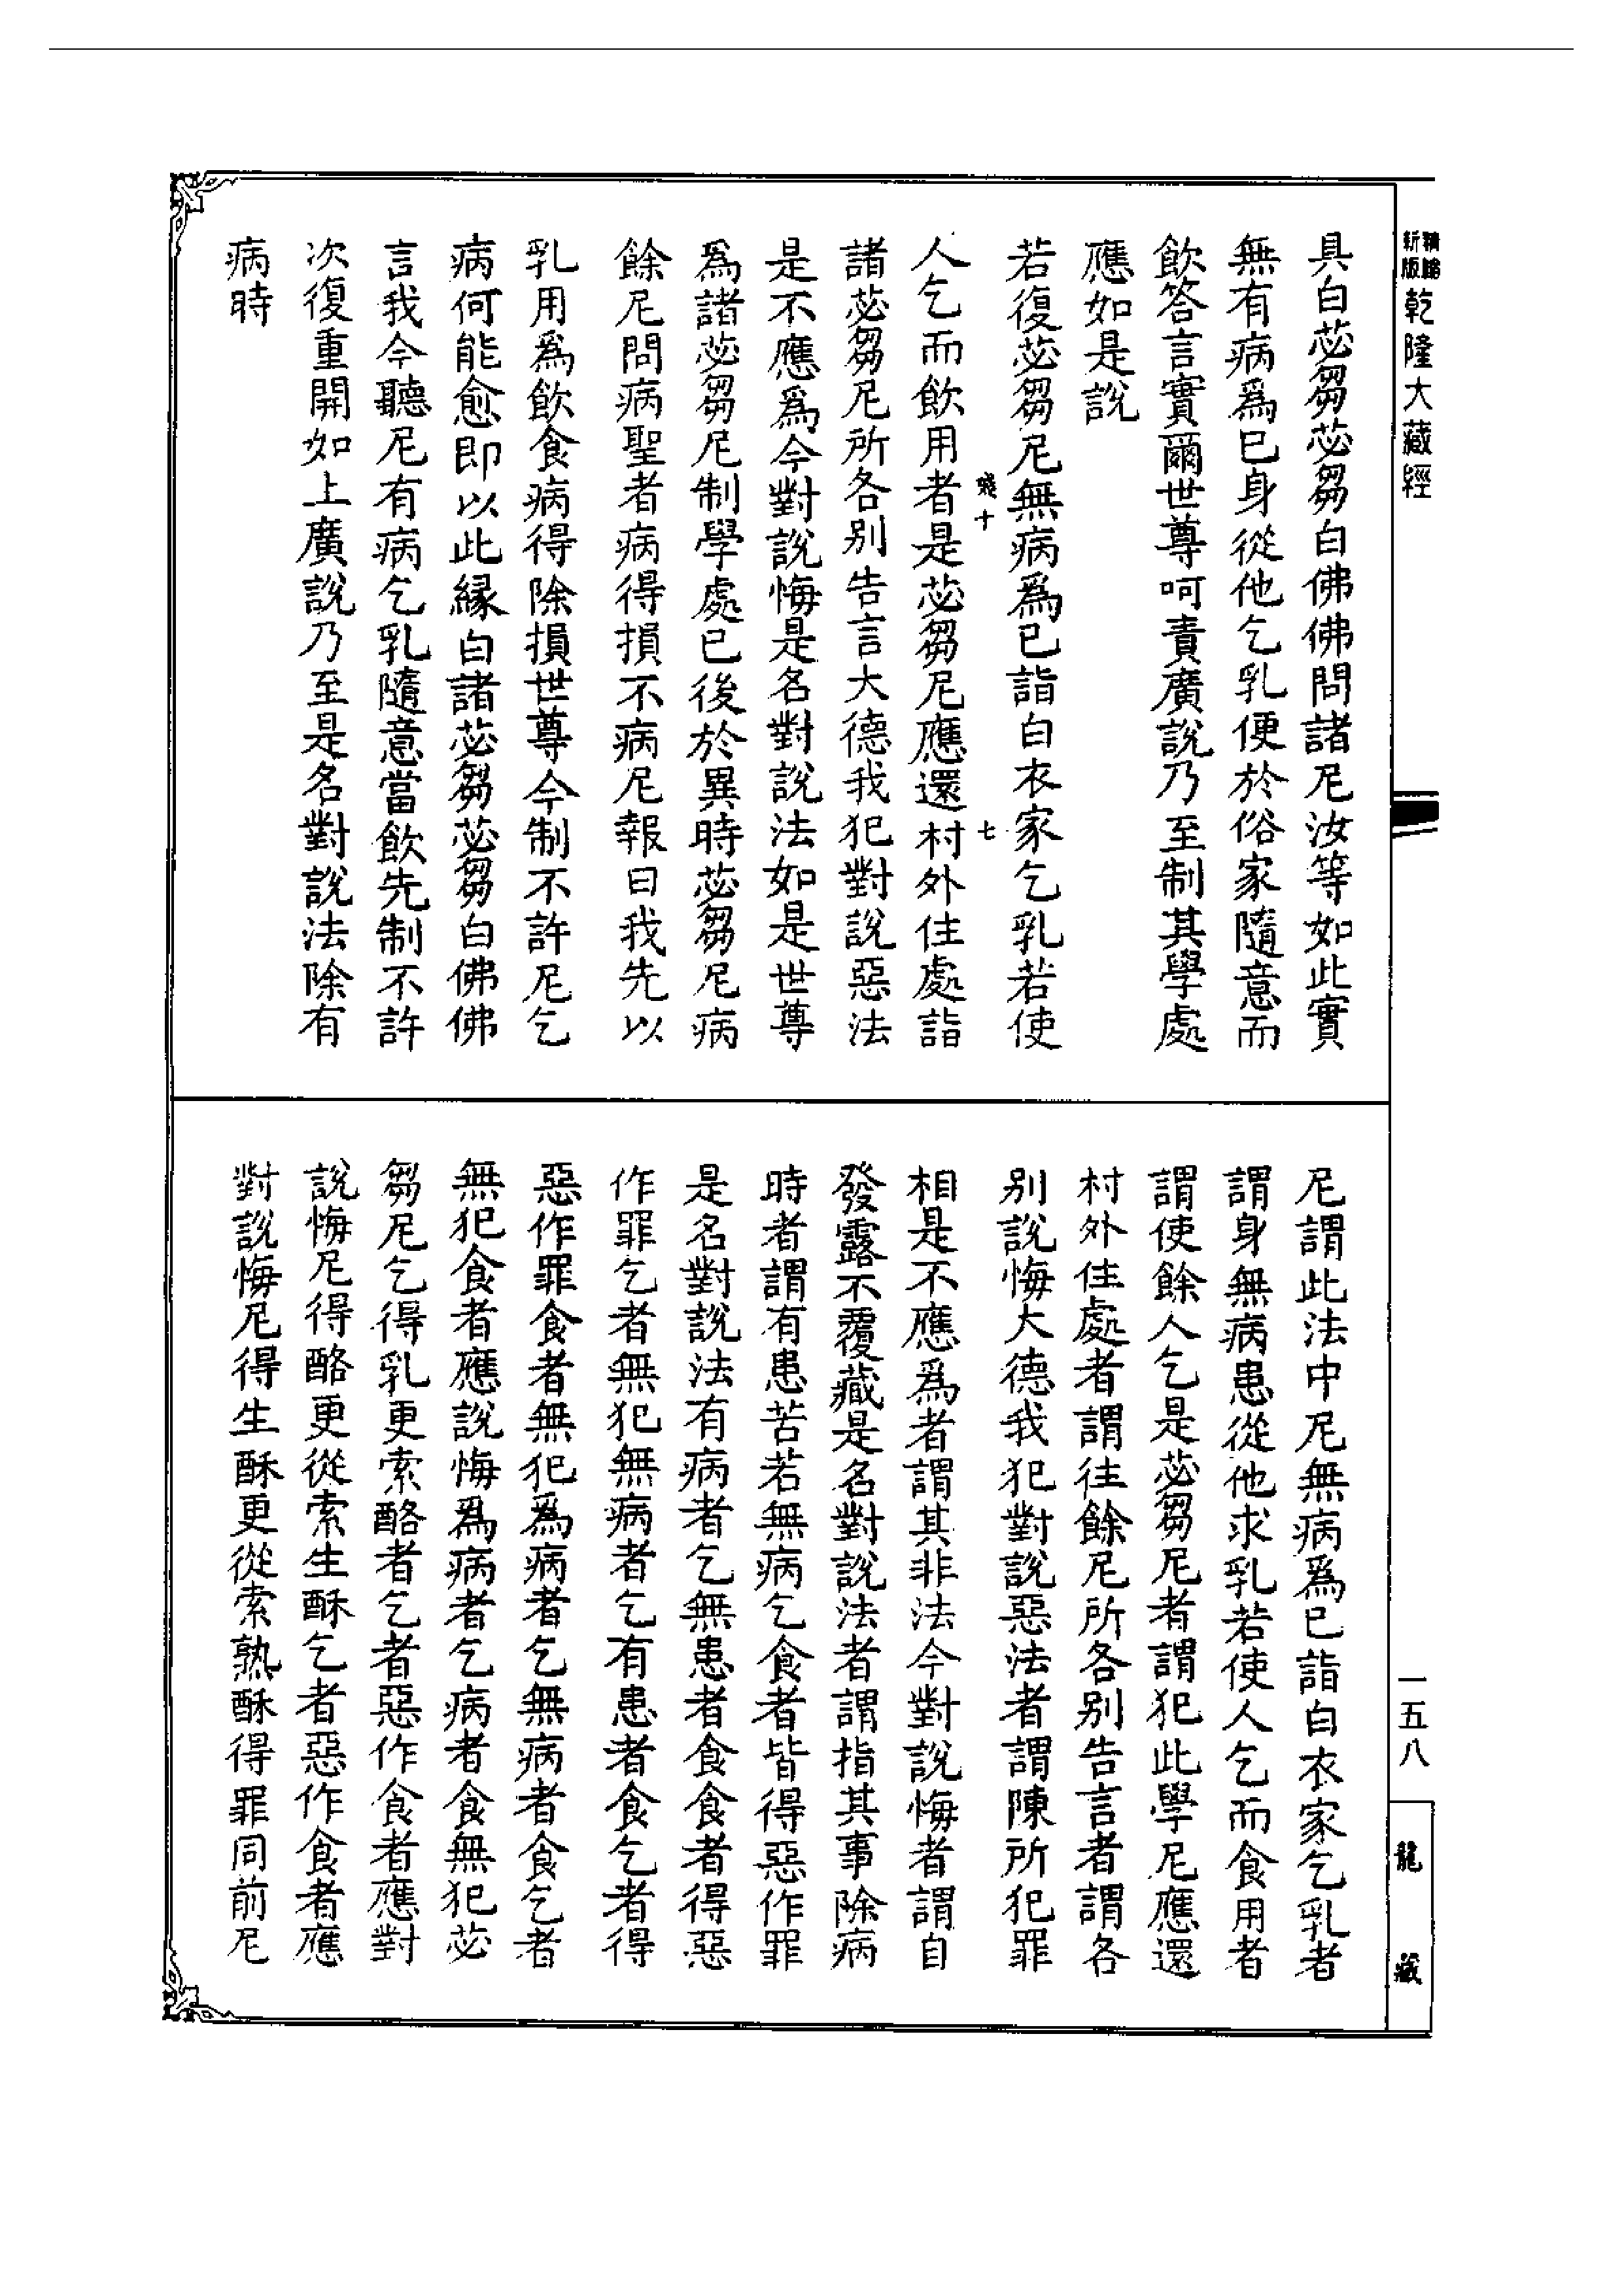 精縮
新版
乾隆大藏經
具白苾芻苾芻白佛佛問諸尼汝等如此實
無有病爲已身從他乞乳便於俗家隨意而
飲答言實爾世尊呵責廣說乃至制其學處
應如是說
若復苾芻尼無病爲已詣白衣家乞乳若使
人乞而飲用者是苾芻尼應還村外住處詣
諸苾芻尼所各别告言大德我犯對說惡法
是不應爲今對說悔是名對說法如是世尊
爲諸苾芻尼制學處已後於異時苾芻尼病
餘尼問病聖者病得損不病尼報曰我先以
乳用爲飲食病得除損世尊今制不許尼乞
病何能愈即以此縁白諸苾芻苾芻白佛佛
言我今聽尼有病乞乳隨意當飲先制不許
次復重開如上廣說乃至是名對說法除有
病時
十
七
尼謂此法中尼無病爲已詣白衣家乞乳者
謂身無病患從他求乳若使人乞而食用者
謂使餘人乞是苾芻尼者謂犯此學尼應還
村外住處者謂往餘尼所各别告言者謂各
别說悔大德我犯對說惡法者謂陳所犯罪
相是不應爲者謂其非法今對說悔者謂自
發露不覆藏是名對說法者謂指其事除病
時者謂有患苦若無病乞食者皆得惡作罪
是名對說法有病者乞無患者食食者得惡
作罪乞者無犯無病者乞有患者食乞者得
惡作罪食者無犯爲病者乞無病者食乞者
無犯食者應說悔爲病者乞病者食無犯苾
芻尼乞得乳更索酪者乞者惡作食者應對
說悔尼得酪更從索生酥乞者惡作食者應
對說悔尼得生酥更從索熟酥得罪同前尼
一五八
龍藏